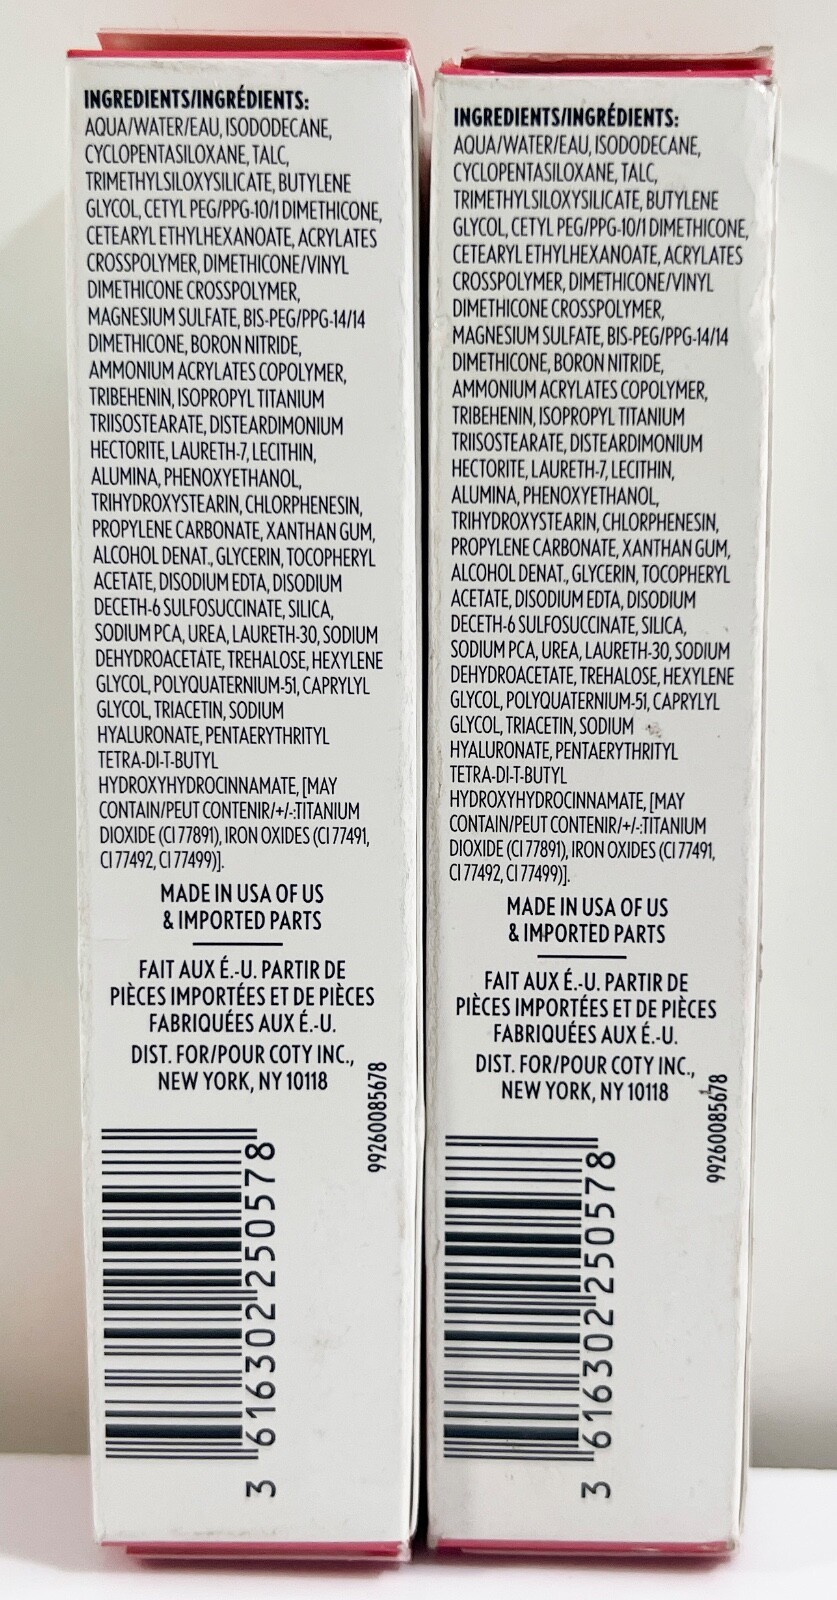 INGREDIENTS/INGRÉDIENTS:
AQUA/WATER/EAU, ISODODECANE,
CYCLOPENTASILOXANE, TALC,
TRIMETHYLSILOXYSILICATE, BUTYLENE
GLYCOL, CETYL PEG/PPG-10/1 DIMETHICONE,
CETEARYL ETHYLHEXANOATE, ACRYLATES
CROSSPOLYMER, DIMETHICONE/VINYL
DIMETHICONE CROSSPOLYMER,
MAGNESIUM SULFATE, BIS-PEG/PPG-14/14
DIMETHICONE, BORON NITRIDE,
AMMONIUM ACRYLATES COPOLYMER,
TRIBEHENIN, ISOPROPYL TITANIUM
TRIISOSTEARATE, DISTEARDIMONIUM
HECTORITE, LAURETH-7, LECITHIN,
ALUMINA, PHENOXYETHANOL,
TRIHYDROXYSTEARIN, CHLORPHENESIN,
PROPYLENE CARBONATE, XANTHAN GUM,
ALCOHOL DENAT., GLYCERIN, TOCOPHERYL
ACETATE, DISODIUM EDTA, DISODIUM
DECETH-6 SULFOSUCCINATE, SILICA,
SODIUM PCA, UREA, LAURETH-30, SODIUM
DEHYDROACETATE, TREHALOSE, HEXYLENE
GLYCOL, POLYQUATERNIUM-51, CAPRYLYL
GLYCOL, TRIACETIN, SODIUM
HYALURONATE, PENTAERYTHRITYL
TETRA-DI-T-BUTYL
HYDROXYHYDROCINNAMATE, [MAY
CONTAIN/PEUT CONTENIR/+/-:TITANIUM
DIOXIDE (CI 77891), IRON OXIDES (CI 77491,
CI 77492, CI 77499)].
MADE IN USA OF US
& IMPORTED PARTS
FAIT AUX É.-U. PARTIR DE
PIÈCES IMPORTÉES ET DE PIÈCES
FABRIQUÉES AUX É.-U.
DIST. FOR/POUR COTY INC.,
NEW YORK, NY 10118
99260085678
3 616302 250578
INGREDIENTS/INGRÉDIENTS:
AQUA/WATER/EAU, ISODODECANE,
CYCLOPENTASILOXANE, TALC,
TRIMETHYLSILOXYSILICATE, BUTYLENE
GLYCOL, CETYL PEG/PPG-10/1 DIMETHICONE,
CETEARYL ETHYLHEXANOATE, ACRYLATES
CROSSPOLYMER, DIMETHICONE/VINYL
DIMETHICONE CROSSPOLYMER,
MAGNESIUM SULFATE, BIS-PEG/PPG-14/14
DIMETHICONE, BORON NITRIDE,
AMMONIUM ACRYLATES COPOLYMER,
TRIBEHENIN, ISOPROPYL TITANIUM
TRIISOSTEARATE, DISTEARDIMONIUM
HECTORITE, LAURETH-7, LECITHIN,
ALUMINA, PHENOXYETHANOL,
TRIHYDROXYSTEARIN, CHLORPHENESIN,
PROPYLENE CARBONATE, XANTHAN GUM,
ALCOHOL DENAT., GLYCERIN, TOCOPHERYL
ACETATE, DISODIUM EDTA, DISODIUM
DECETH-6 SULFOSUCCINATE, SILICA,
SODIUM PCA, UREA, LAURETH-30, SODIUM
DEHYDROACETATE, TREHALOSE, HEXYLENE
GLYCOL, POLYQUATERNIUM-51, CAPRYLYL
GLYCOL, TRIACETIN, SODIUM
HYALURONATE, PENTAERYTHRITYL
TETRA-DI-T-BUTYL
HYDROXYHYDROCINNAMATE, [MAY
CONTAIN/PEUT CONTENIR/+/-:TITANIUM
DIOXIDE (CI 77891), IRON OXIDES (CI 77491,
CI 77492, CI 77499)].
MADE IN USA OF US
& IMPORTED PARTS
FAIT AUX É.-U. PARTIR DE
PIÈCES IMPORTÉES ET DE PIÈCES
FABRIQUÉES AUX É.-U.
DIST. FOR/POUR COTY INC.,
NEW YORK, NY 10118
99260085678
3 616302 250578